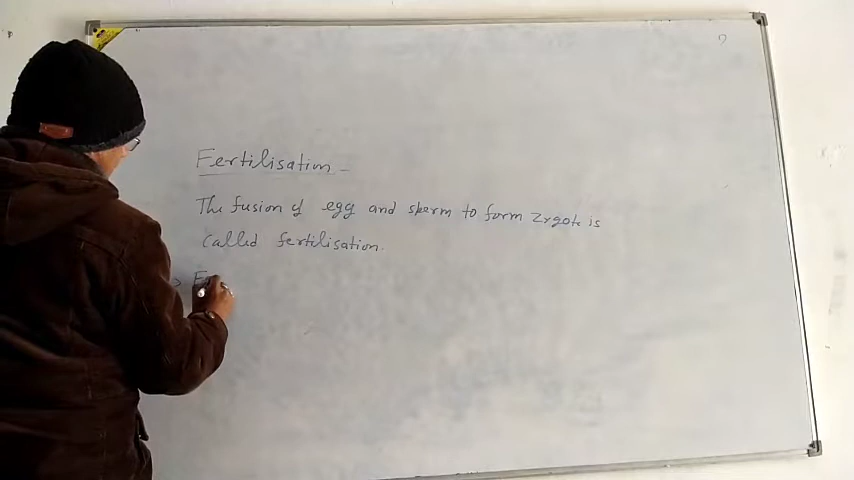 Fertilisation -
The fusion of egg and sperm to form zygote is
called fertilisation.